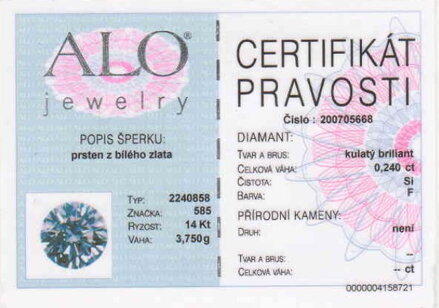 ALO®
jewelry
POPIS ŠPERKU:
prsten z bílého zlata
TYP: 2240858
ZNAČKA: 585
RYZOST: 14 Kt
VÁHA: 3,750g
CERTIFIKÁT
PRAVOSTI
Číslo : 200705668
DIAMANT:
TVAR A BRUS: kulatý briliant
CELKOVÁ VÁHA: 0,240 ct
ČISTOTA: Si
BARVA: F
PŘÍRODNÍ KAMENY:
DRUH: není
TVAR A BRUS: --
CELKOVÁ VÁHA: -- ct
0000004158721